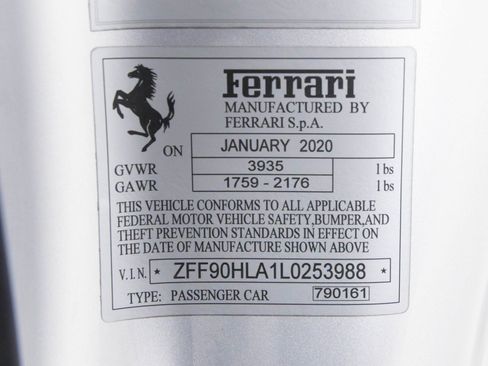 Ferrari
MANUFACTURED BY
FERRARI S.p.A.
ON JANUARY 2020
GVWR 3935 lbs
GAWR 1759 - 2176 lbs
THIS VEHICLE CONFORMS TO ALL APPLICABLE
FEDERAL MOTOR VEHICLE SAFETY,BUMPER,AND
THEFT PREVENTION STANDARDS IN EFFECT ON
THE DATE OF MANUFACTURE SHOWN ABOVE
V.I.N. * ZFF90HLA1L0253988 *
TYPE: PASSENGER CAR 790161